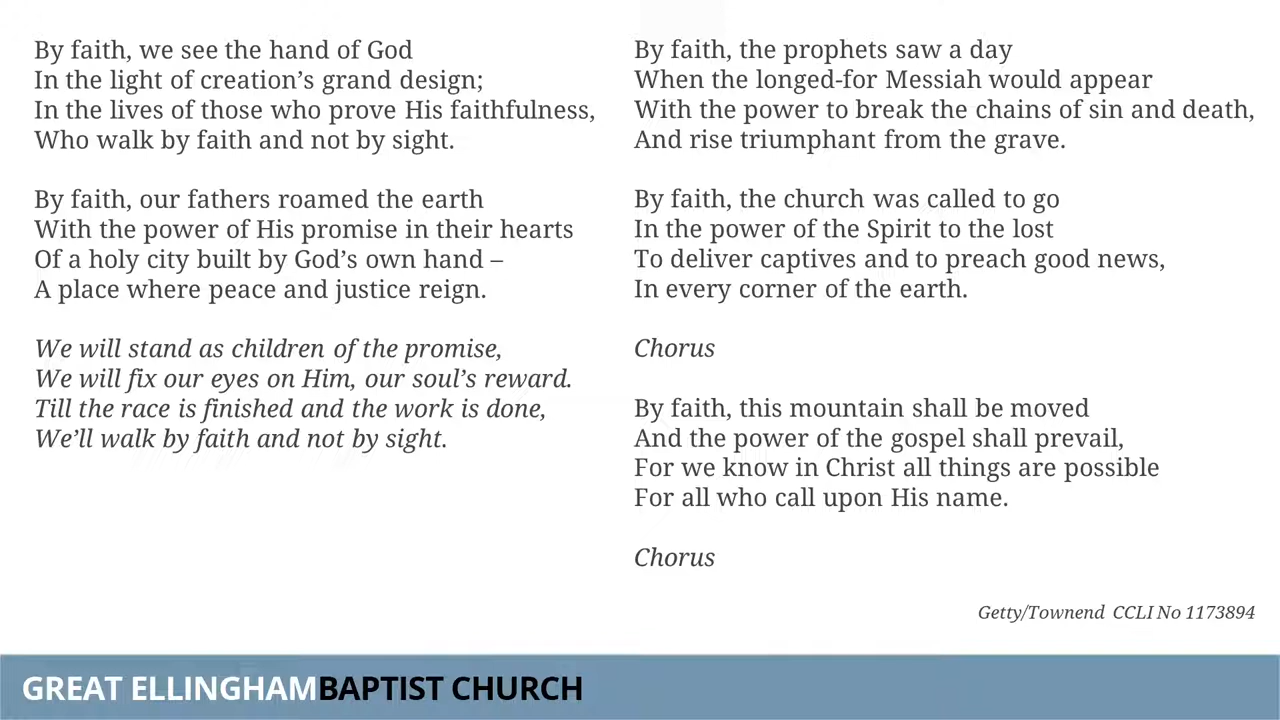 By faith, we see the hand of God
In the light of creation’s grand design;
In the lives of those who prove His faithfulness,
Who walk by faith and not by sight.
By faith, our fathers roamed the earth
With the power of His promise in their hearts
Of a holy city built by God’s own hand –
A place where peace and justice reign.
We will stand as children of the promise,
We will fix our eyes on Him, our soul’s reward.
Till the race is finished and the work is done,
We’ll walk by faith and not by sight.
By faith, the prophets saw a day
When the longed-for Messiah would appear
With the power to break the chains of sin and death,
And rise triumphant from the grave.
By faith, the church was called to go
In the power of the Spirit to the lost
To deliver captives and to preach good news,
In every corner of the earth.
Chorus
By faith, this mountain shall be moved
And the power of the gospel shall prevail,
For we know in Christ all things are possible
For all who call upon His name.
Chorus
Getty/Townend CCLI No 1173894
GREAT ELLINGHAMBAPTIST CHURCH